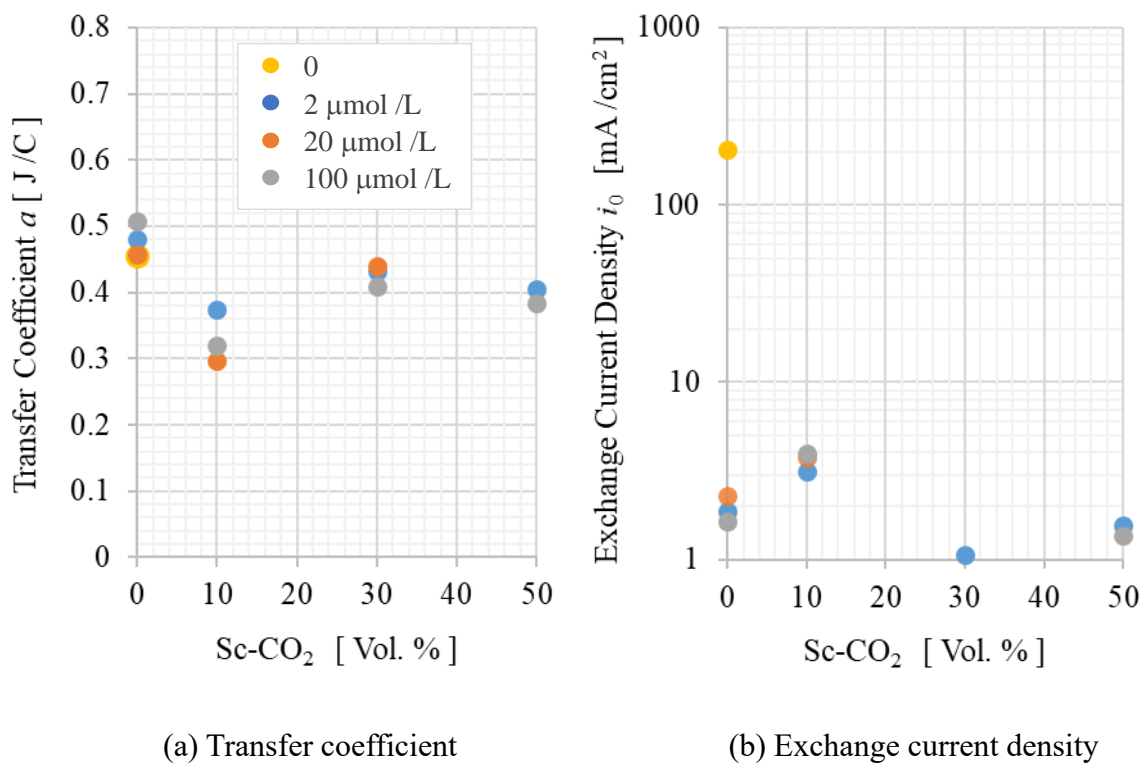 Transfer Coefficient a [ J /C ]
0.8
0.7
0.6
0.5
0.4
0.3
0.2
0.1
0
0
2 μmol /L
20 μmol /L
100 μmol /L
0 10 20 30 40 50
Sc-CO₂ [ Vol. % ]
(a) Transfer coefficient
Exchange Current Density i₀ [mA /cm²]
1000
100
10
1
0 10 20 30 40 50
Sc-CO₂ [ Vol. % ]
(b) Exchange current density